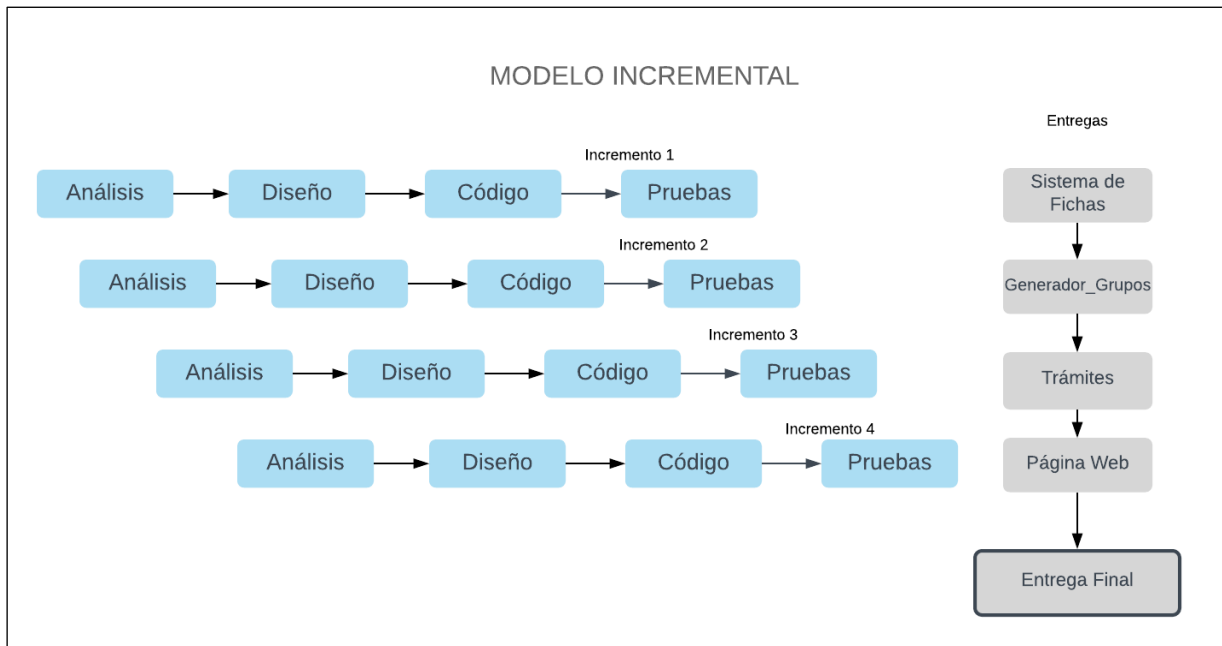 MODELO INCREMENTAL
Entregas
Incremento 1
Análisis
Diseño
Código
Pruebas
Sistema de
Fichas
Incremento 2
Análisis
Diseño
Código
Pruebas
Generador_Grupos
Incremento 3
Análisis
Diseño
Código
Pruebas
Trámites
Incremento 4
Análisis
Diseño
Código
Pruebas
Página Web
Entrega Final